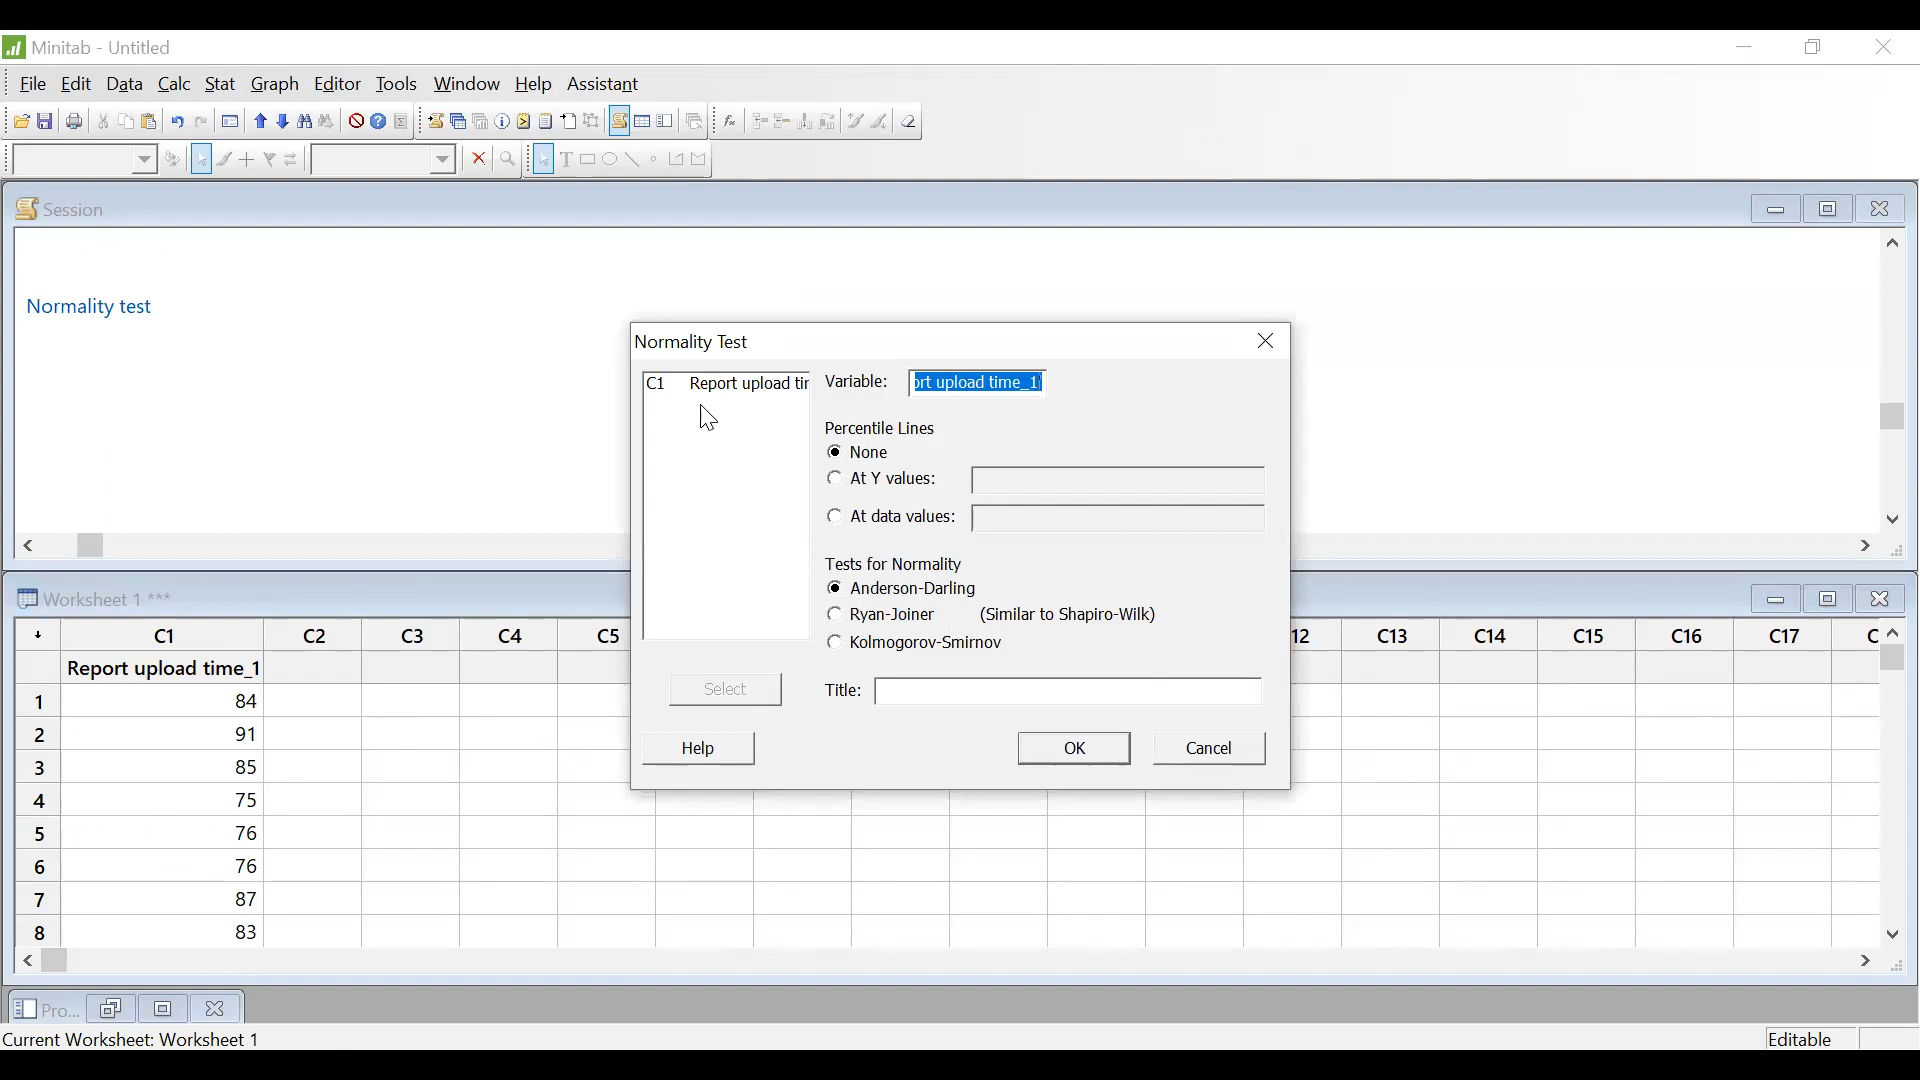 Minitab - Untitled
File Edit Data Calc Stat Graph Editor Tools Window Help Assistant
Session
Normality test
Normality Test
C1 Report upload tir
Variable: ort upload time_1
Percentile Lines
None
At Y values:
At data values:
Tests for Normality
Anderson-Darling
Ryan-Joiner (Similar to Shapiro-Wilk)
Kolmogorov-Smirnov
Select
Title:
Help OK Cancel
Worksheet 1 ***
C1 C2 C3 C4 C5 12 C13 C14 C15 C16 C17 C
Report upload time_1
1 84
2 91
3 85
4 75
5 76
6 76
7 87
8 83
Pro...
Current Worksheet: Worksheet 1 Editable